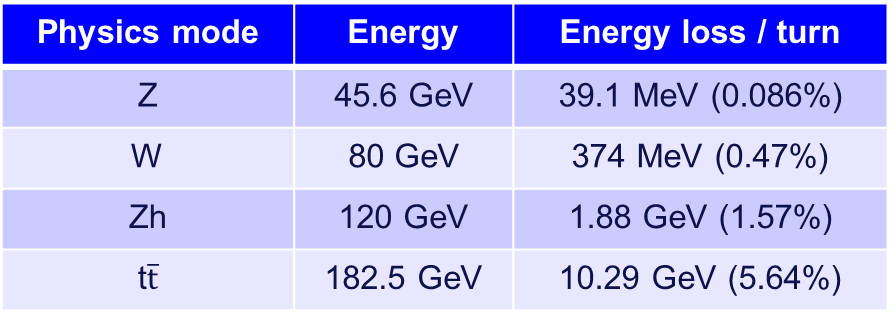 Physics mode Energy Energy loss / turn
Z 45.6 GeV 39.1 MeV (0.086%)
W 80 GeV 374 MeV (0.47%)
Zh 120 GeV 1.88 GeV (1.57%)
tt̄ 182.5 GeV 10.29 GeV (5.64%)